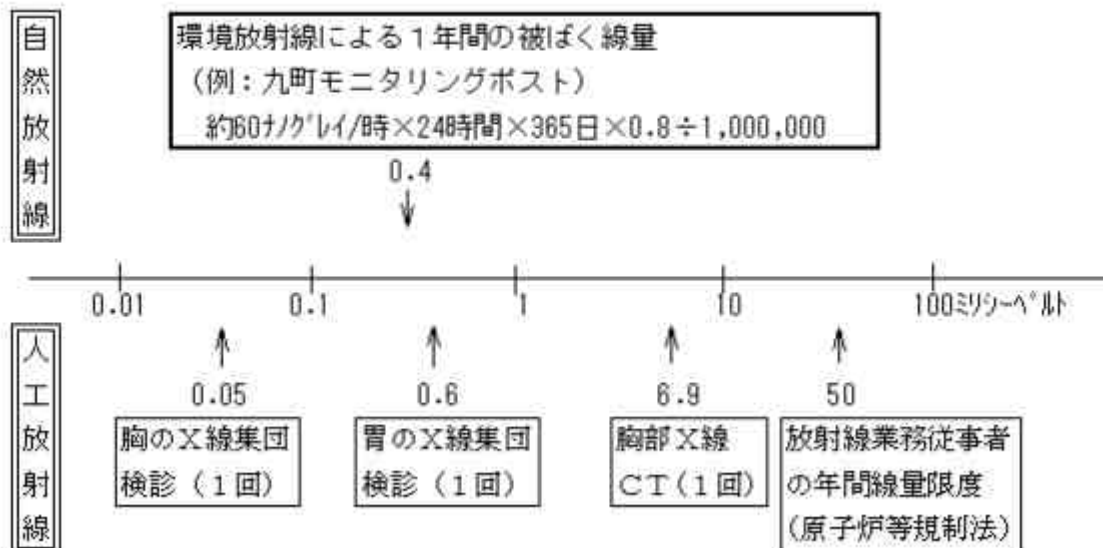 自然放射線
環境放射線による1年間の被ばく線量
(例：九町モニタリングポスト)
約60ﾅﾉｸﾞﾚｲ/時×24時間×365日×0.8÷1,000,000
0.4
0.01 0.1 1 10 100ﾐﾘｼｰﾍﾞﾙﾄ
人工放射線
0.05 0.6 6.9 50
胸のX線集団
検診（1回）
胃のX線集団
検診（1回）
胸部X線
CT（1回）
放射線業務従事者
の年間線量限度
(原子炉等規制法)